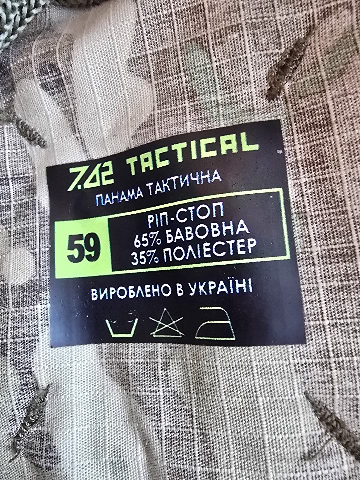 7.62 TACTICAL
ПАНАМА ТАКТИЧНА
59
РІП-СТОП
65% БАВОВНА
35% ПОЛІЕСТЕР
ВИРОБЛЕНО В УКРАЇНІ